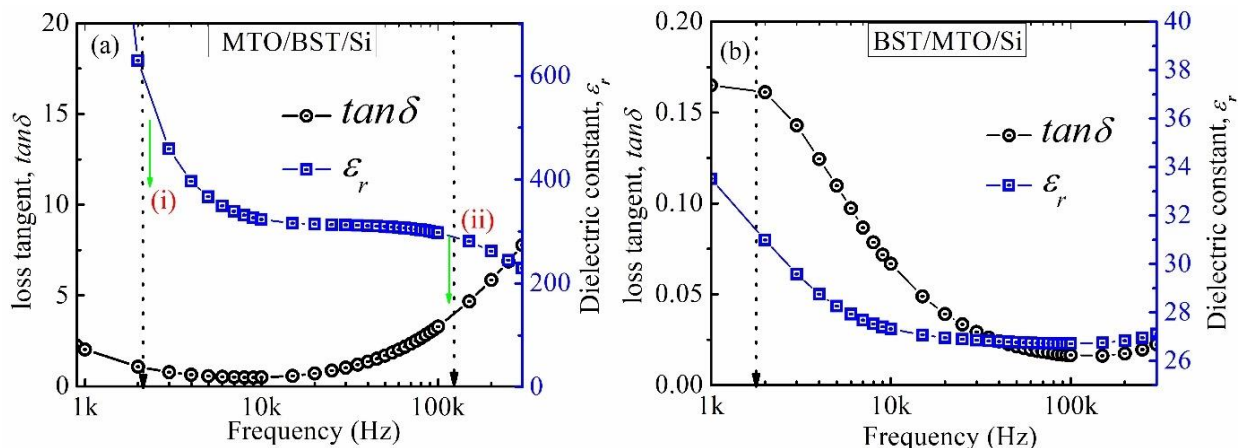 (a)
MTO/BST/Si
tanδ
ε_r
(i)
(ii)
loss tangent, tanδ
20
15
10
5
0
Dielectric constant, ε_r
600
400
200
0
1k 10k 100k
Frequency (Hz)
(b)
BST/MTO/Si
tanδ
ε_r
loss tangent, tanδ
0.20
0.15
0.10
0.05
0.00
Dielectric constant, ε_r
40
38
36
34
32
30
28
26
1k 10k 100k
Frequency (Hz)